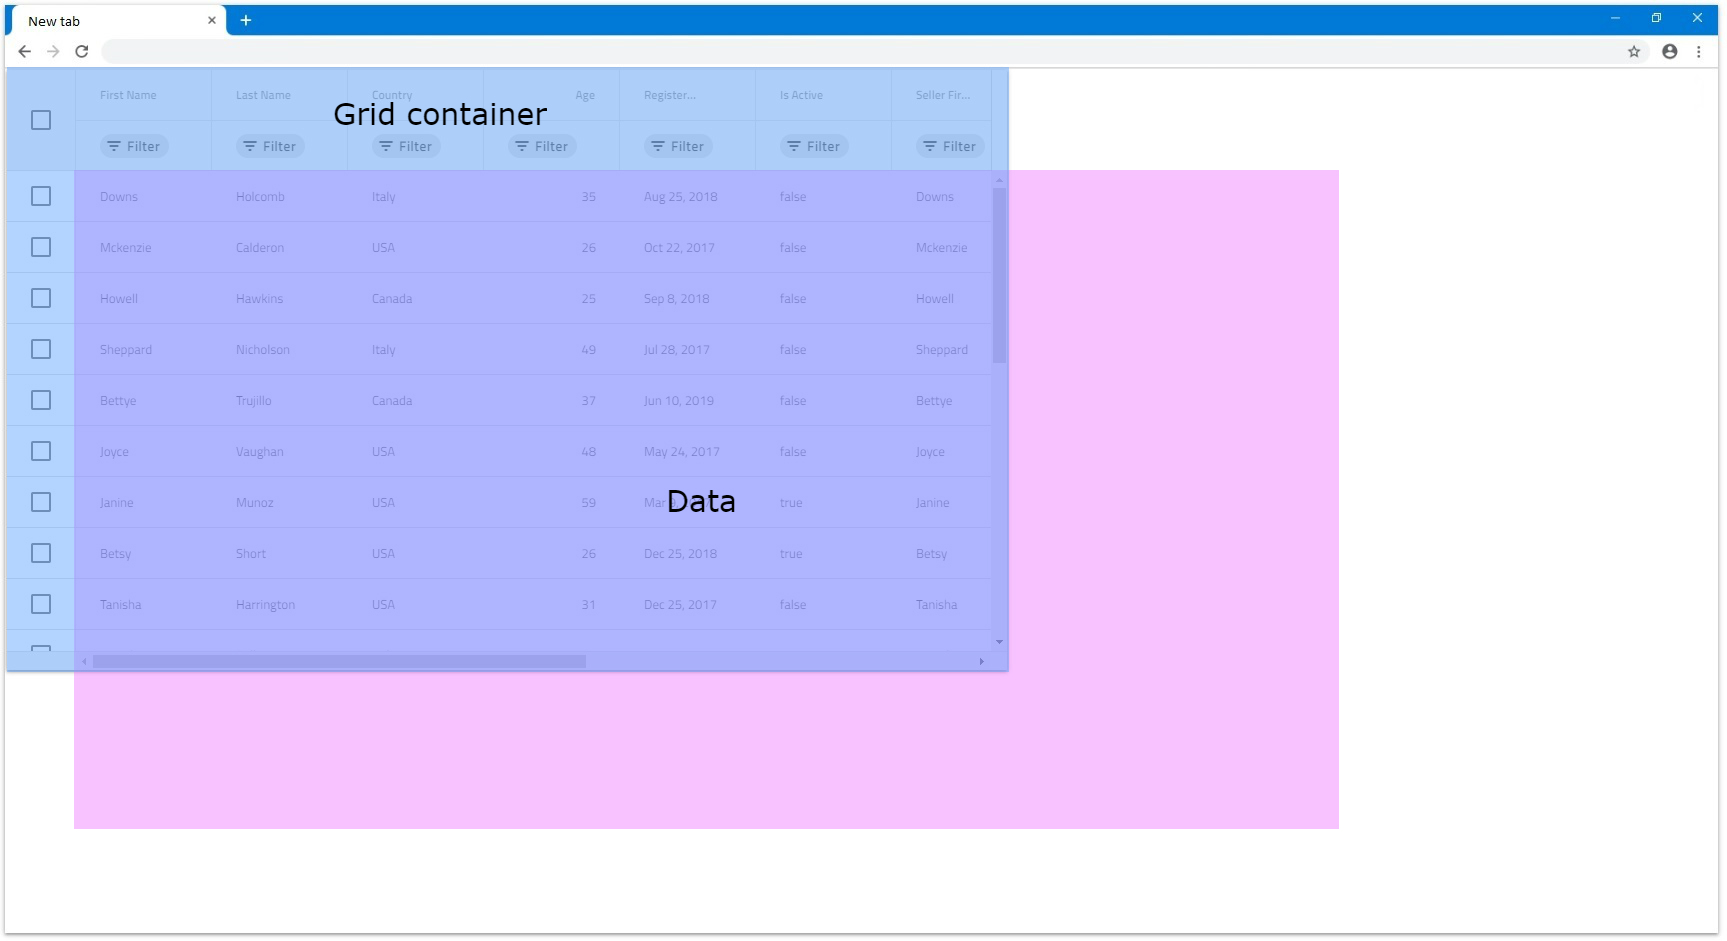 New tab
First Name Last Name Country Age Register... Is Active Seller Fir...
Grid container
Filter Filter Filter Filter Filter Filter Filter
Downs Holcomb Italy 35 Aug 25, 2018 false Downs
Mckenzie Calderon USA 26 Oct 22, 2017 false Mckenzie
Howell Hawkins Canada 25 Sep 8, 2018 false Howell
Sheppard Nicholson Italy 49 Jul 28, 2017 false Sheppard
Bettye Trujillo Canada 37 Jun 10, 2019 false Bettye
Joyce Vaughan USA 48 May 24, 2017 false Joyce
Janine Munoz USA 59 Mar true Janine
Data
Betsy Short USA 26 Dec 25, 2018 true Betsy
Tanisha Harrington USA 31 Dec 25, 2017 false Tanisha